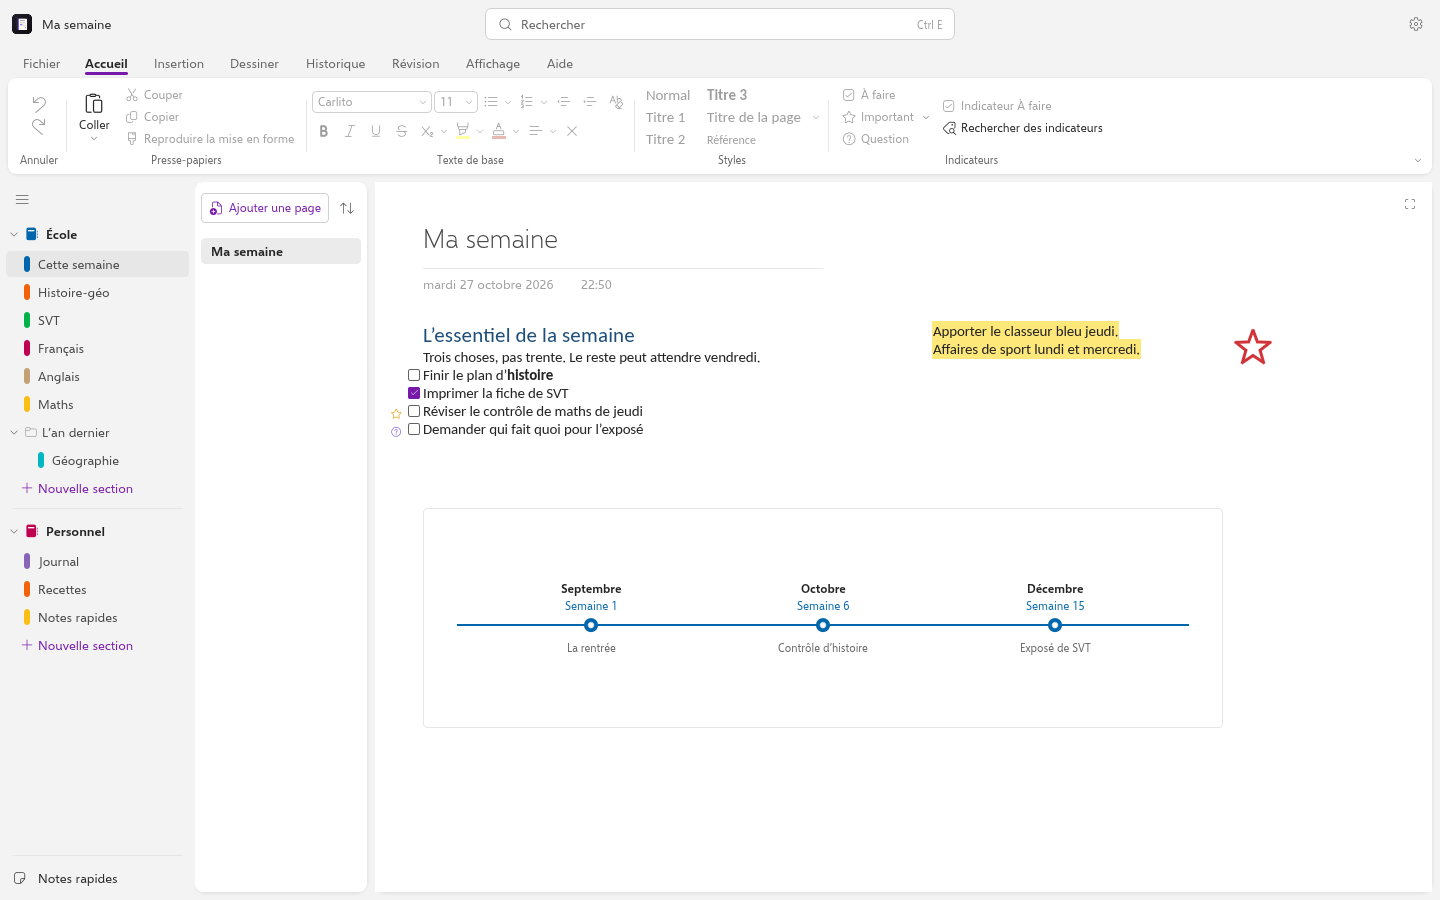 Ma semaine
Rechercher
Ctrl E
Fichier
Accueil
Insertion
Dessiner
Historique
Révision
Affichage
Aide
Annuler
Coller
Couper
Copier
Reproduire la mise en forme
Presse-papiers
Carlito
11
Texte de base
Normal
Titre 3
Titre 1
Titre de la page
Titre 2
Référence
Styles
À faire
Important
Question
Indicateur À faire
Rechercher des indicateurs
Indicateurs
École
Cette semaine
Histoire-géo
SVT
Français
Anglais
Maths
L’an dernier
Géographie
Nouvelle section
Personnel
Journal
Recettes
Notes rapides
Nouvelle section
Notes rapides
Ajouter une page
Ma semaine
Ma semaine
mardi 27 octobre 2026 22:50
L’essentiel de la semaine
Trois choses, pas trente. Le reste peut attendre vendredi.
Finir le plan d’histoire
Imprimer la fiche de SVT
Réviser le contrôle de maths de jeudi
Demander qui fait quoi pour l’exposé
Apporter le classeur bleu jeudi.
Affaires de sport lundi et mercredi.
Septembre
Semaine 1
La rentrée
Octobre
Semaine 6
Contrôle d’histoire
Décembre
Semaine 15
Exposé de SVT